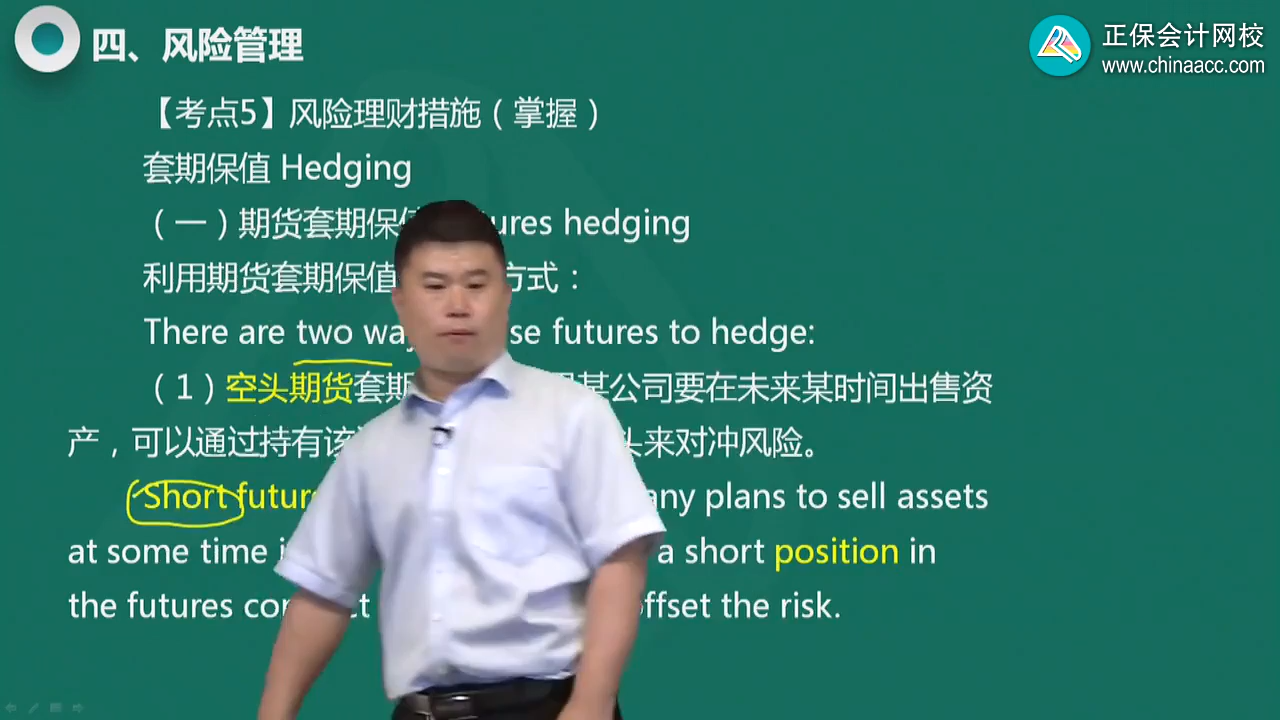 四、风险管理
正保会计网校
www.chinaacc.com
【考点5】风险理财措施（掌握）
套期保值 Hedging
（一）期货套期保值 ures hedging
利用期货套期保值 方式：
There are two way se futures to hedge:
（1）空头期货套期 某公司要在未来某时间出售资
产，可以通过持有该 头来对冲风险。
Short futur any plans to sell assets
at some time i a short position in
the futures con ct offset the risk.